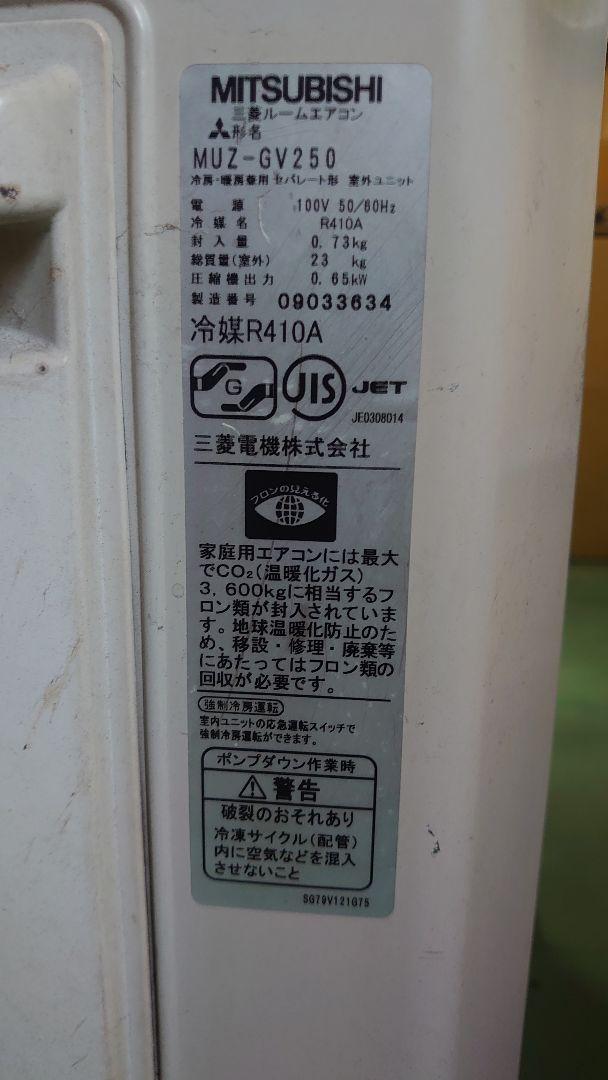 MITSUBISHI
三菱ルームエアコン
形名
MUZ-GV250
冷房・暖房兼用 セパレート形 室外ユニット
電源 100V 50/60Hz
冷媒名 R410A
封入量 0.73kg
総質量(室外) 23 kg
圧縮機出力 0.65kW
製造番号 09033634
冷媒R410A
G JIS JET
JE0308014
三菱電機株式会社
フロンの見える化
家庭用エアコンには最大
でCO₂(温暖化ガス)
3,600kgに相当するフ
ロン類が封入されていま
す。地球温暖化防止のた
め、移設・修理・廃棄等
にあたってはフロン類の
回収が必要です。
強制冷房運転
室内ユニットの応急運転スイッチで
強制冷房運転ができます。
ポンプダウン作業時
警告
破裂のおそれあり
冷凍サイクル(配管)
内に空気などを混入
させないこと
SG79V121G75